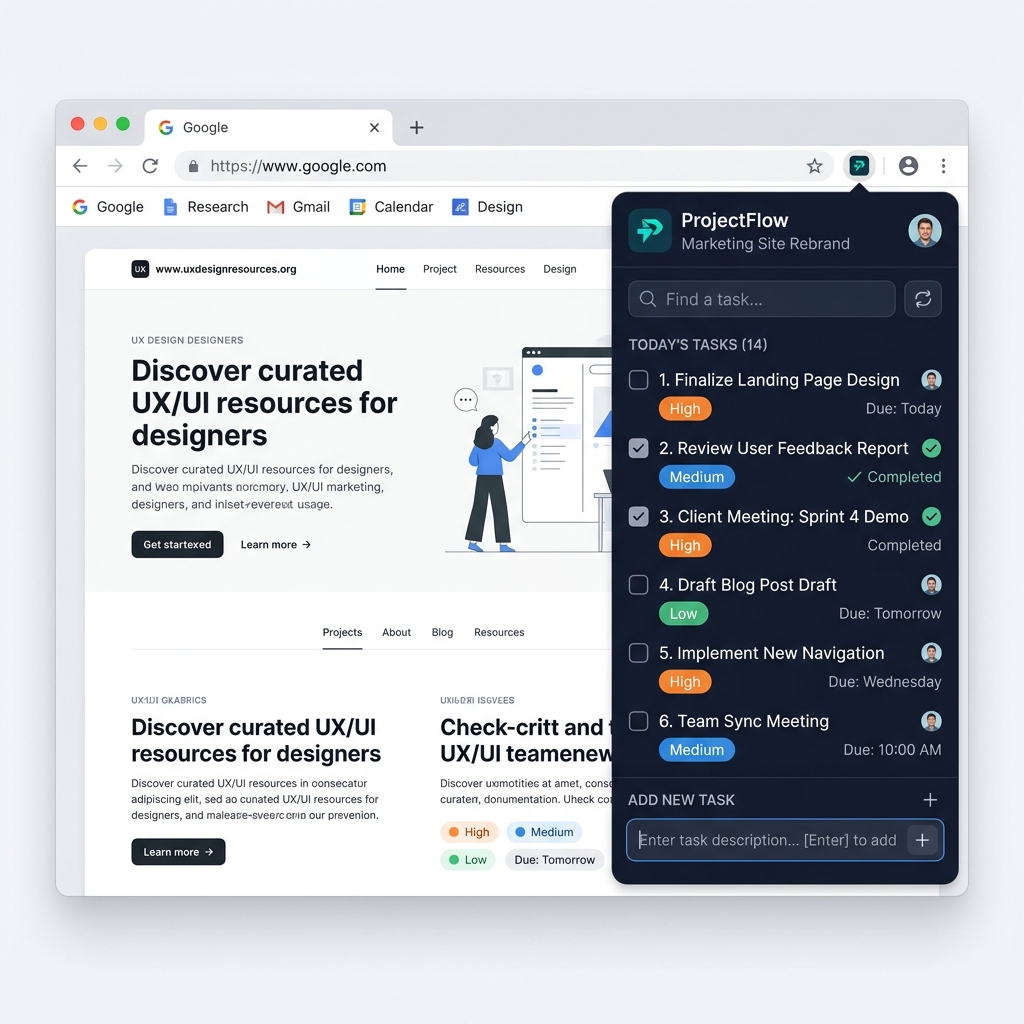 Google
https://www.google.com
Google
Research
Gmail
Calendar
Design
UX
www.uxdesignresources.org
Home
Project
Resources
Design
UX DESIGN DESIGNERS
Discover curated
UX/UI resources for
designers
Discover curated UX/UI resources for designers,
and UX/UI marketing,
designers, and usage.
Get startexed
Learn more →
Projects
About
Blog
Resources
Discover curated UX/UI
resources for designers
Discover curated UX/UI resources in
adipiscing elit, sed UX/UI resources for
designers, and our
Learn more →
Check-critt and
UX/UI teamenew
Discover at amet,
High
Medium
Low
Due: Tomorrow
ProjectFlow
Marketing Site Rebrand
Find a task...
TODAY'S TASKS (14)
1. Finalize Landing Page Design
High
Due: Today
2. Review User Feedback Report
Medium
✓ Completed
3. Client Meeting: Sprint 4 Demo
High
Completed
4. Draft Blog Post Draft
Low
Due: Tomorrow
5. Implement New Navigation
High
Due: Wednesday
6. Team Sync Meeting
Medium
Due: 10:00 AM
ADD NEW TASK
Enter task description... [Enter] to add